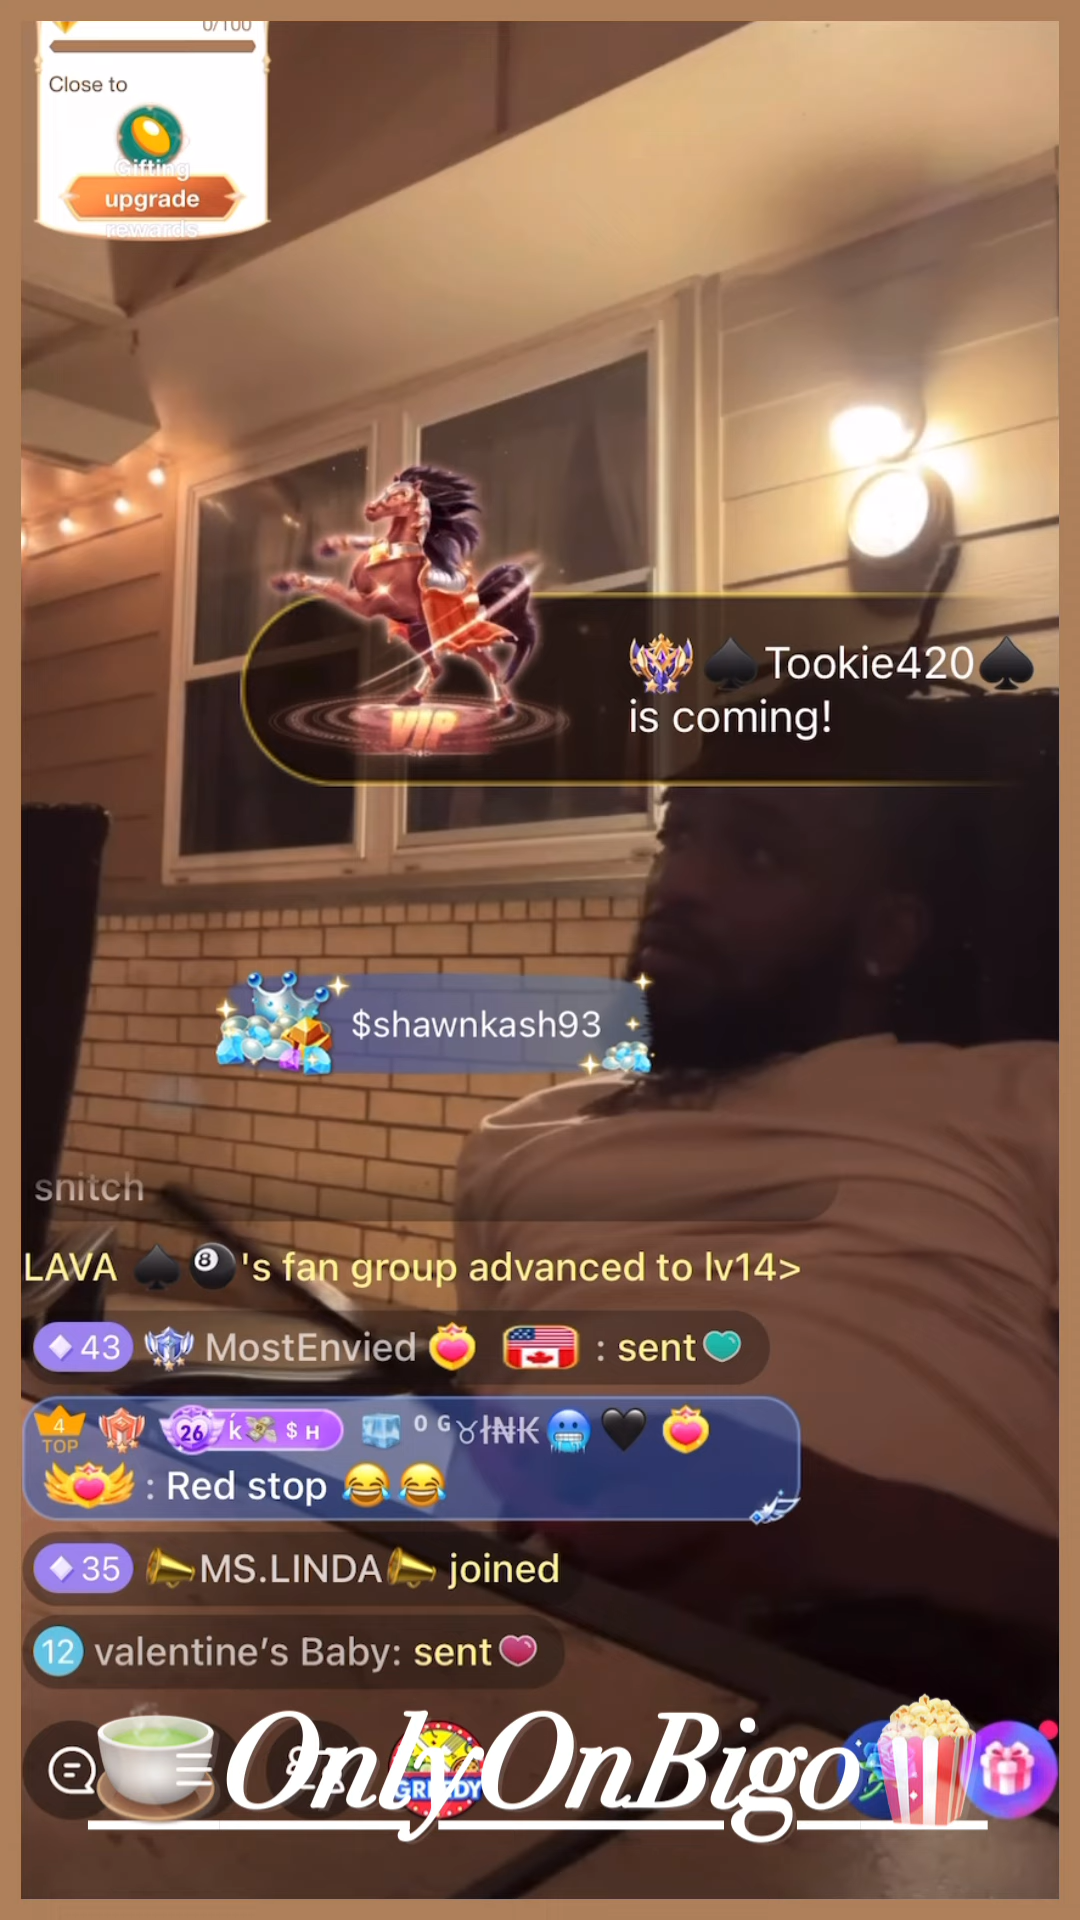 0/100
Close to
Gifting
upgrade
rewards
♠️Tookie420♠️
is coming!
VIP
$shawnkash93
snitch
LAVA ♠️🎱's fan group advanced to lv14>
43 MostEnvied : sent
4 TOP 26 ḱ💸$ʜ 🧊 ᴼ ᴳ♉ł₦₭🥶🖤
: Red stop 😂😂
35 📣MS.LINDA📣 joined
12 valentine’s Baby: sent
GREEDY
🍵OnlyOnBigo🍿